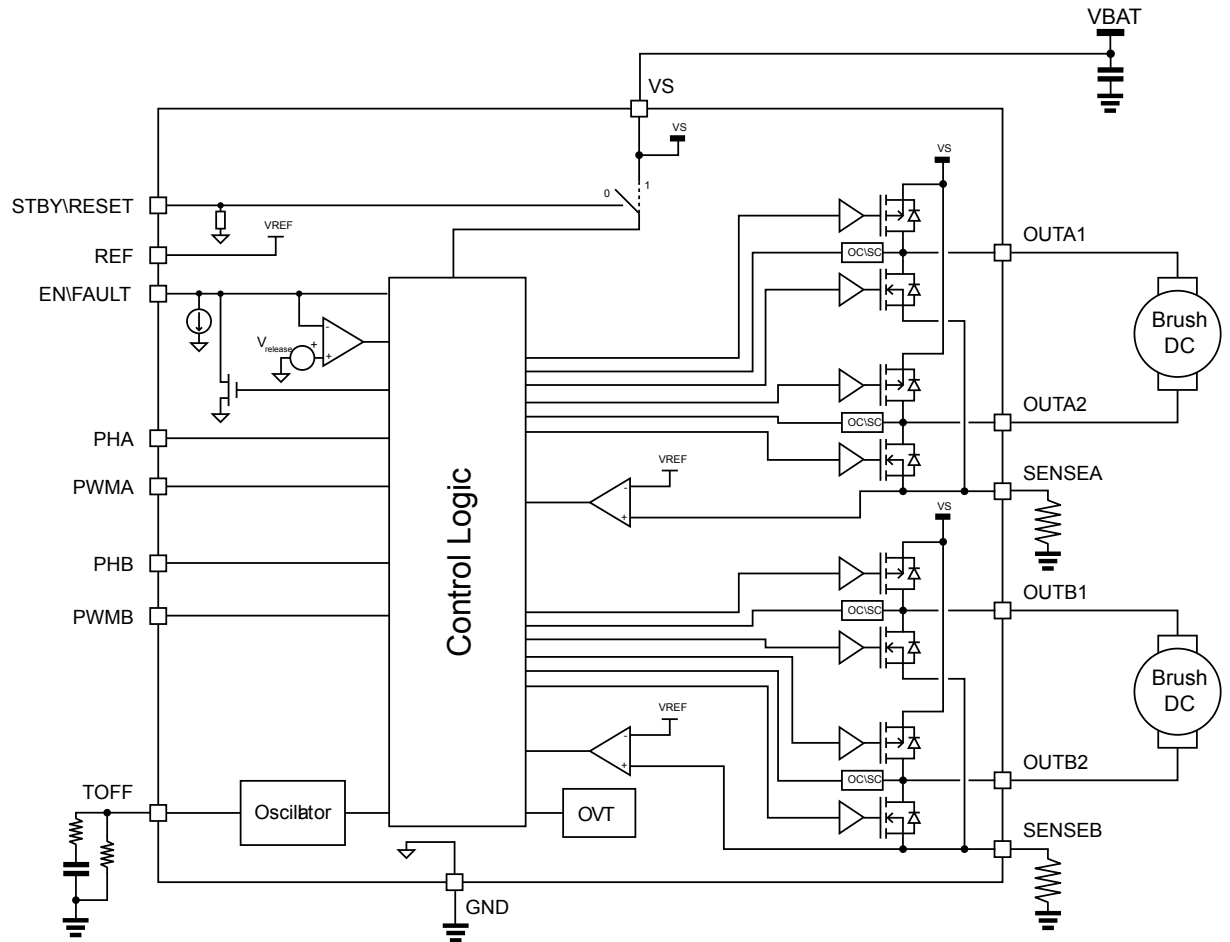 VBAT
VS
VS
VS
0
1
STBY\RESET
VREF
REF
OUTA1
OC\SC
EN\FAULT
Brush
DC
Vrelease
+
-
+
OUTA2
OC\SC
PHA
VREF
-
+
SENSEA
PWMA
Control Logic
VS
PHB
OUTB1
OC\SC
PWMB
Brush
DC
VREF
-
+
OUTB2
OC\SC
TOFF
Oscillator
OVT
SENSEB
GND